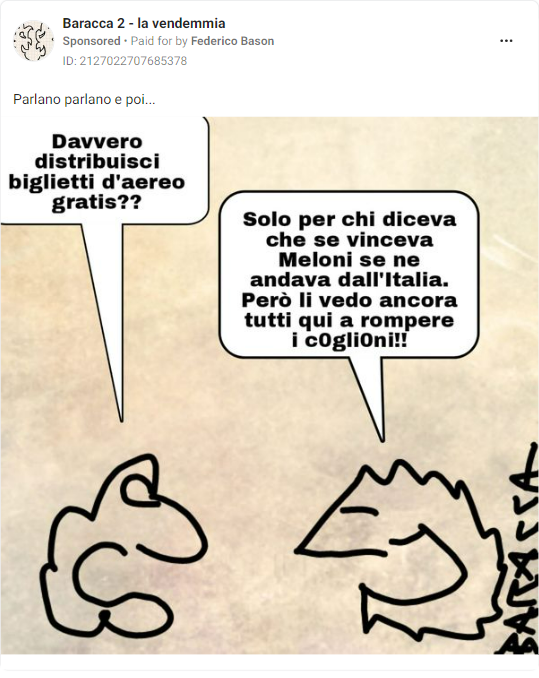 Baracca 2 - la vendemmia
Sponsored • Paid for by Federico Bason
ID: 2127022707685378
Parlano parlano e poi...
Davvero
distribuisci
biglietti d'aereo
gratis??
Solo per chi diceva
che se vinceva
Meloni se ne
andava dall'Italia.
Però li vedo ancora
tutti qui a rompere
i c0gli0ni!!
BARACCA